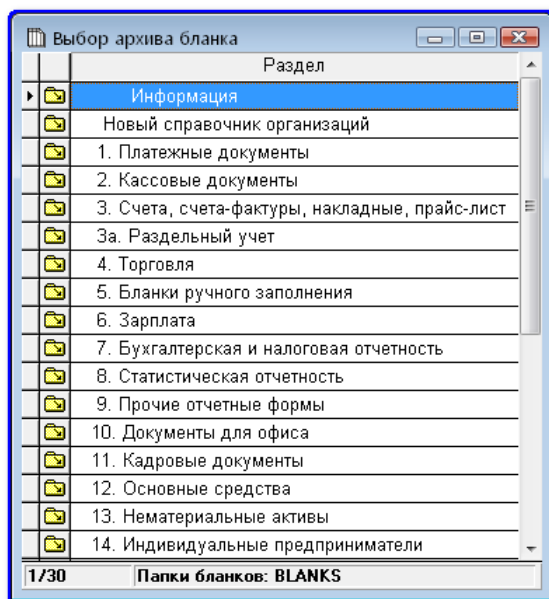 Выбор архива бланка
Раздел
Информация
Новый справочник организаций
1. Платежные документы
2. Кассовые документы
3. Счета, счета-фактуры, накладные, прайс-лист
3а. Раздельный учет
4. Торговля
5. Бланки ручного заполнения
6. Зарплата
7. Бухгалтерская и налоговая отчетность
8. Статистическая отчетность
9. Прочие отчетные формы
10. Документы для офиса
11. Кадровые документы
12. Основные средства
13. Нематериальные активы
14. Индивидуальные предприниматели
1/30 Папки бланков: BLANKS